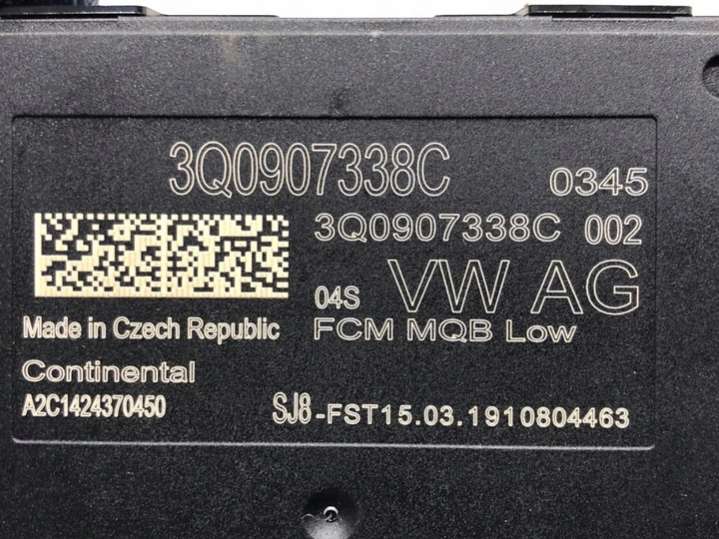 3Q0907338C 0345
3Q0907338C 002
04S VW AG
Made in Czech Republic FCM MQB Low
Continental
A2C1424370450 SJ8-FST15.03.1910804463
2